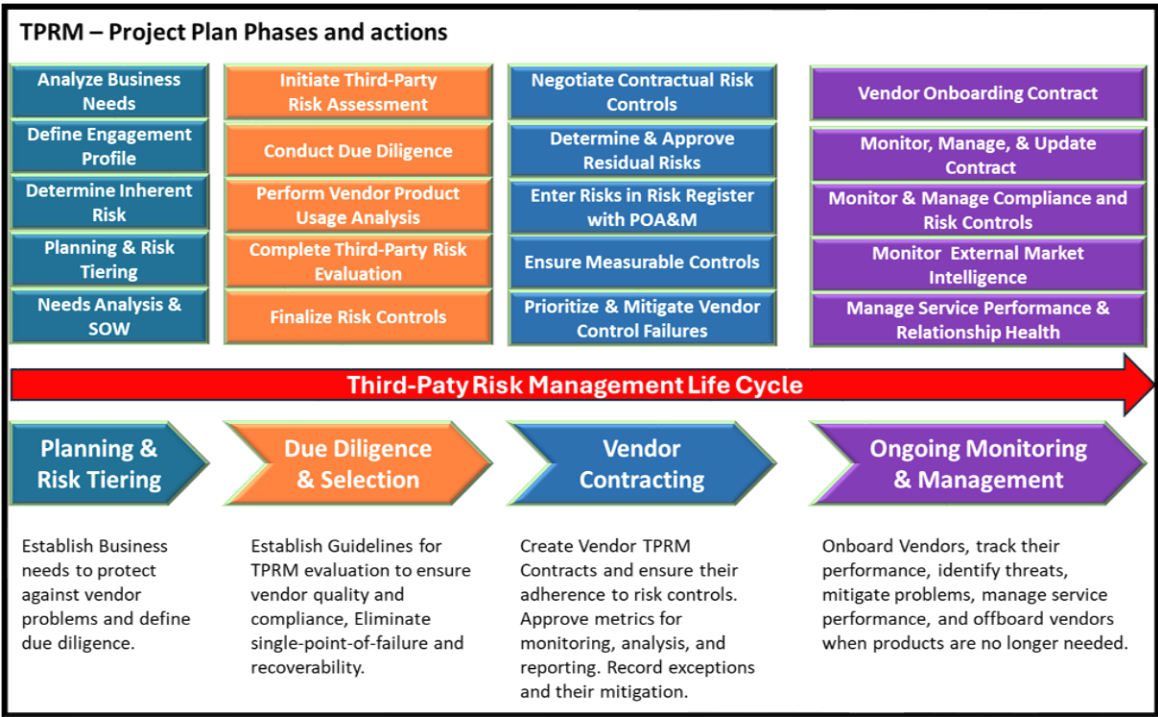 TPRM – Project Plan Phases and actions
Analyze Business
Needs
Define Engagement
Profile
Determine Inherent
Risk
Planning & Risk
Tiering
Needs Analysis &
SOW
Initiate Third-Party
Risk Assessment
Conduct Due Diligence
Perform Vendor Product
Usage Analysis
Complete Third-Party Risk
Evaluation
Finalize Risk Controls
Negotiate Contractual Risk
Controls
Determine & Approve
Residual Risks
Enter Risks in Risk Register
with POA&M
Ensure Measurable Controls
Prioritize & Mitigate Vendor
Control Failures
Vendor Onboarding Contract
Monitor, Manage, & Update
Contract
Monitor & Manage Compliance and
Risk Controls
Monitor External Market
Intelligence
Manage Service Performance &
Relationship Health
Third-Paty Risk Management Life Cycle
Planning &
Risk Tiering
Due Diligence
& Selection
Vendor
Contracting
Ongoing Monitoring
& Management
Establish Business
needs to protect
against vendor
problems and define
due diligence.
Establish Guidelines for
TPRM evaluation to ensure
vendor quality and
compliance, Eliminate
single-point-of-failure and
recoverability.
Create Vendor TPRM
Contracts and ensure their
adherence to risk controls.
Approve metrics for
monitoring, analysis, and
reporting. Record exceptions
and their mitigation.
Onboard Vendors, track their
performance, identify threats,
mitigate problems, manage service
performance, and offboard vendors
when products are no longer needed.